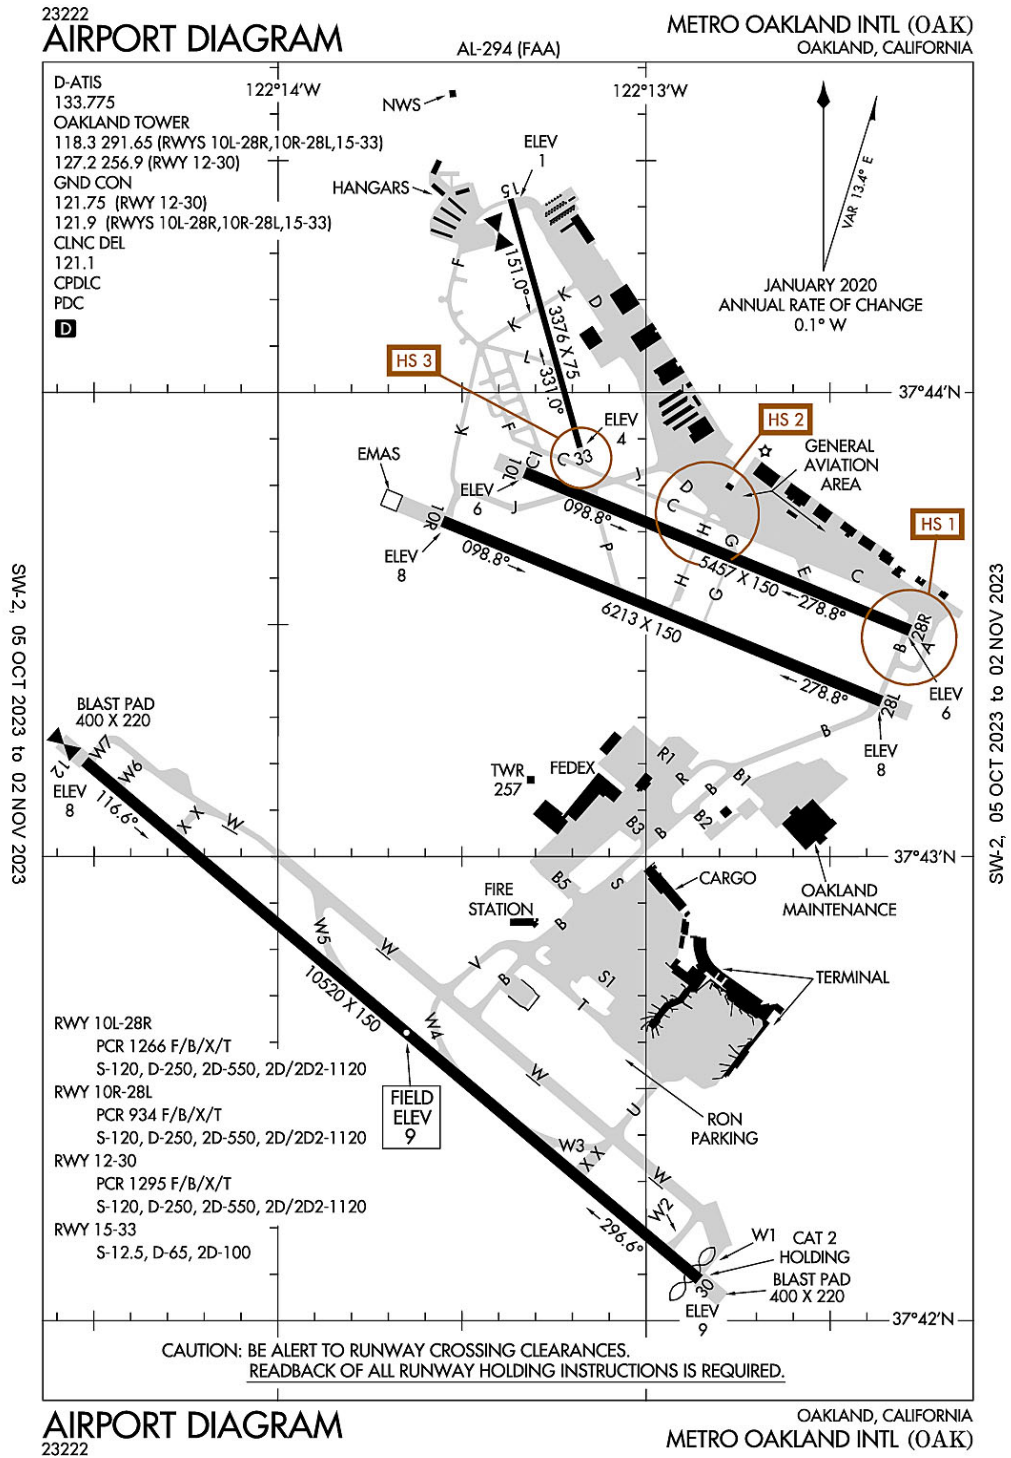 23222
AIRPORT DIAGRAM
AL-294 (FAA)
METRO OAKLAND INTL (OAK)
OAKLAND, CALIFORNIA
D-ATIS
133.775
OAKLAND TOWER
118.3 291.65 (RWYS 10L-28R,10R-28L,15-33)
127.2 256.9 (RWY 12-30)
GND CON
121.75 (RWY 12-30)
121.9 (RWYS 10L-28R,10R-28L,15-33)
CLNC DEL
121.1
CPDLC
PDC
D
122°14'W
122°13'W
NWS
HANGARS
ELEV
1
15
VAR 13.4° E
JANUARY 2020
ANNUAL RATE OF CHANGE
0.1° W
F
151.0°
K
D
3376 X 75
K
L
331.0°
HS 3
37°44'N
HS 2
K
F
ELEV
4
C
33
EMAS
10L
C1
J
GENERAL
AVIATION
AREA
ELEV
6
J
D
C
HS 1
10R
098.8°
H
G
ELEV
8
098.8°
P
E
C
5457 X 150
278.8°
H
G
6213 X 150
28R
B
A
278.8°
28L
ELEV
6
ELEV
8
B
BLAST PAD
400 X 220
W7
12
W6
ELEV
8
116.6°
X X
W
TWR
257
FEDEX
R1
R
B1
B
B2
B3
B
37°43'N
B5
S
CARGO
OAKLAND
MAINTENANCE
FIRE
STATION
B
W5
W
V
B
S1
T
TERMINAL
10520 X 150
W4
RWY 10L-28R
PCR 1266 F/B/X/T
S-120, D-250, 2D-550, 2D/2D2-1120
RWY 10R-28L
PCR 934 F/B/X/T
S-120, D-250, 2D-550, 2D/2D2-1120
RWY 12-30
PCR 1295 F/B/X/T
S-120, D-250, 2D-550, 2D/2D2-1120
RWY 15-33
S-12.5, D-65, 2D-100
FIELD
ELEV
9
W
U
RON
PARKING
W3
X X
W
W2
296.6°
W1
CAT 2
HOLDING
BLAST PAD
400 X 220
30
ELEV
9
37°42'N
CAUTION: BE ALERT TO RUNWAY CROSSING CLEARANCES.
READBACK OF ALL RUNWAY HOLDING INSTRUCTIONS IS REQUIRED.
SW-2, 05 OCT 2023 to 02 NOV 2023
SW-2, 05 OCT 2023 to 02 NOV 2023
AIRPORT DIAGRAM
23222
OAKLAND, CALIFORNIA
METRO OAKLAND INTL (OAK)